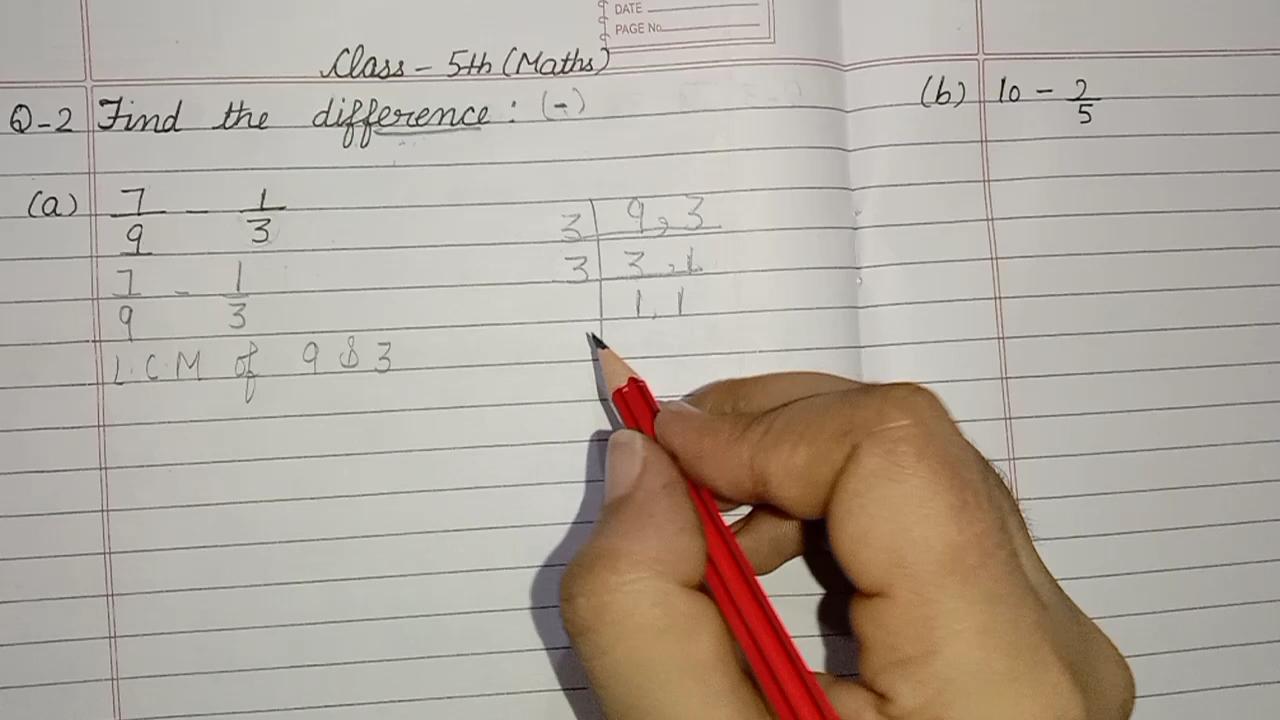 DATE
PAGE No.
Class - 5th (Maths)
Q-2 Find the difference : (-)
(a) 7/9 - 1/3
7/9 - 1/3
L.C.M of 9 & 3
3 | 9, 3
3 | 3, 1
1, 1
(b) 10 - 2/5